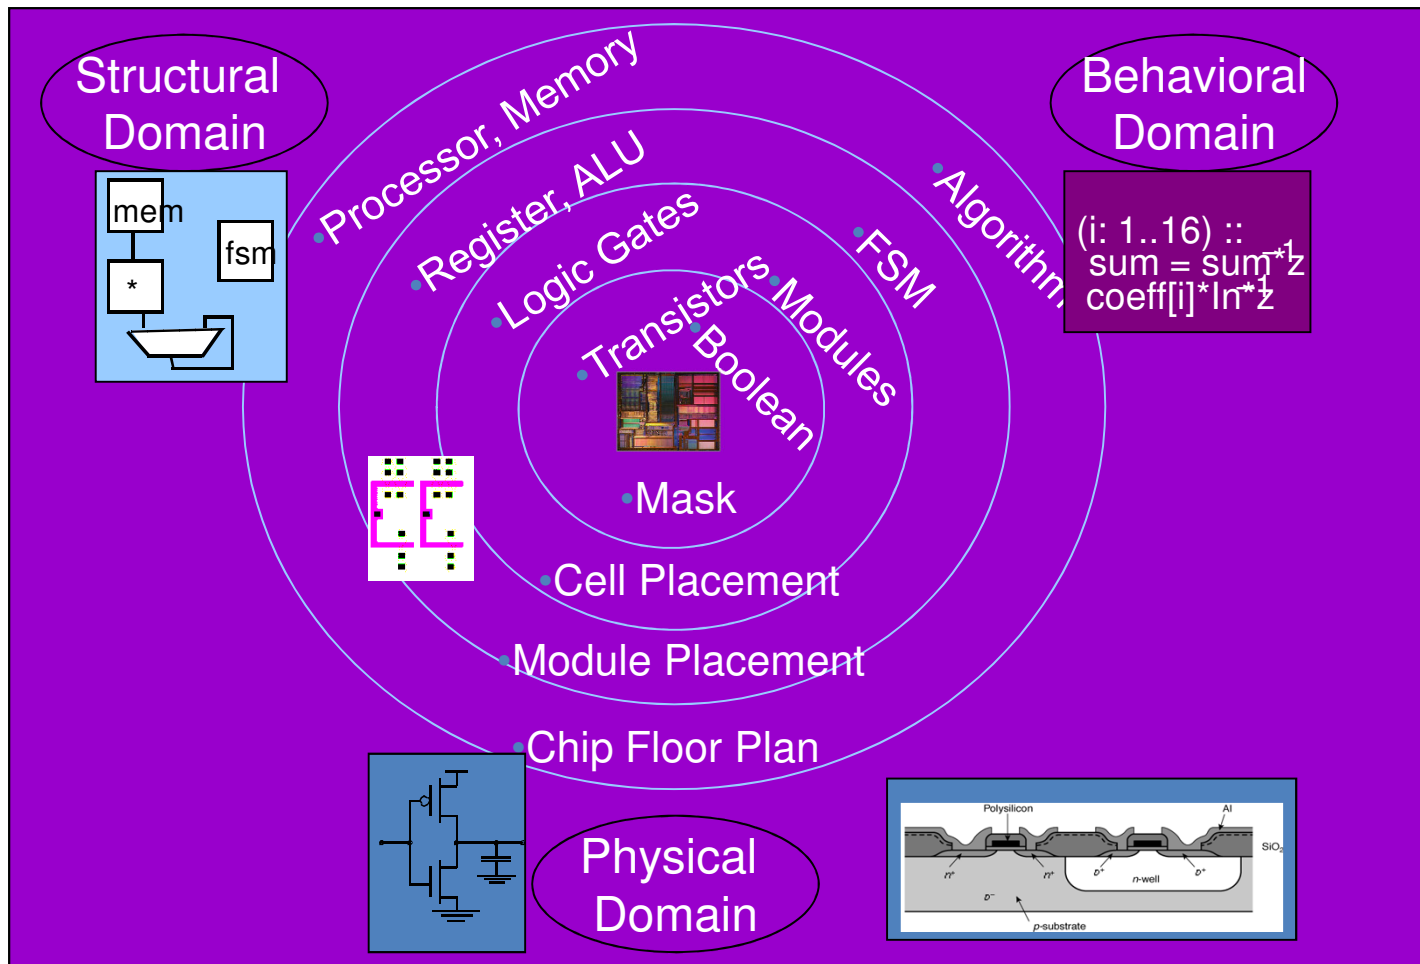 Structural
Domain
Behavioral
Domain
mem
fsm
*
•Processor, Memory
•Register, ALU
•Logic Gates
•Transistors
•Algorithm
•FSM
•Modules
•Boolean
(i: 1..16) ::
sum = sum*z–1
coeff[i]*In*z–1
•Mask
•Cell Placement
•Module Placement
•Chip Floor Plan
Physical
Domain
Polysilicon
Al
SiO2
n+
n+
p+
p+
n-well
p–
p-substrate